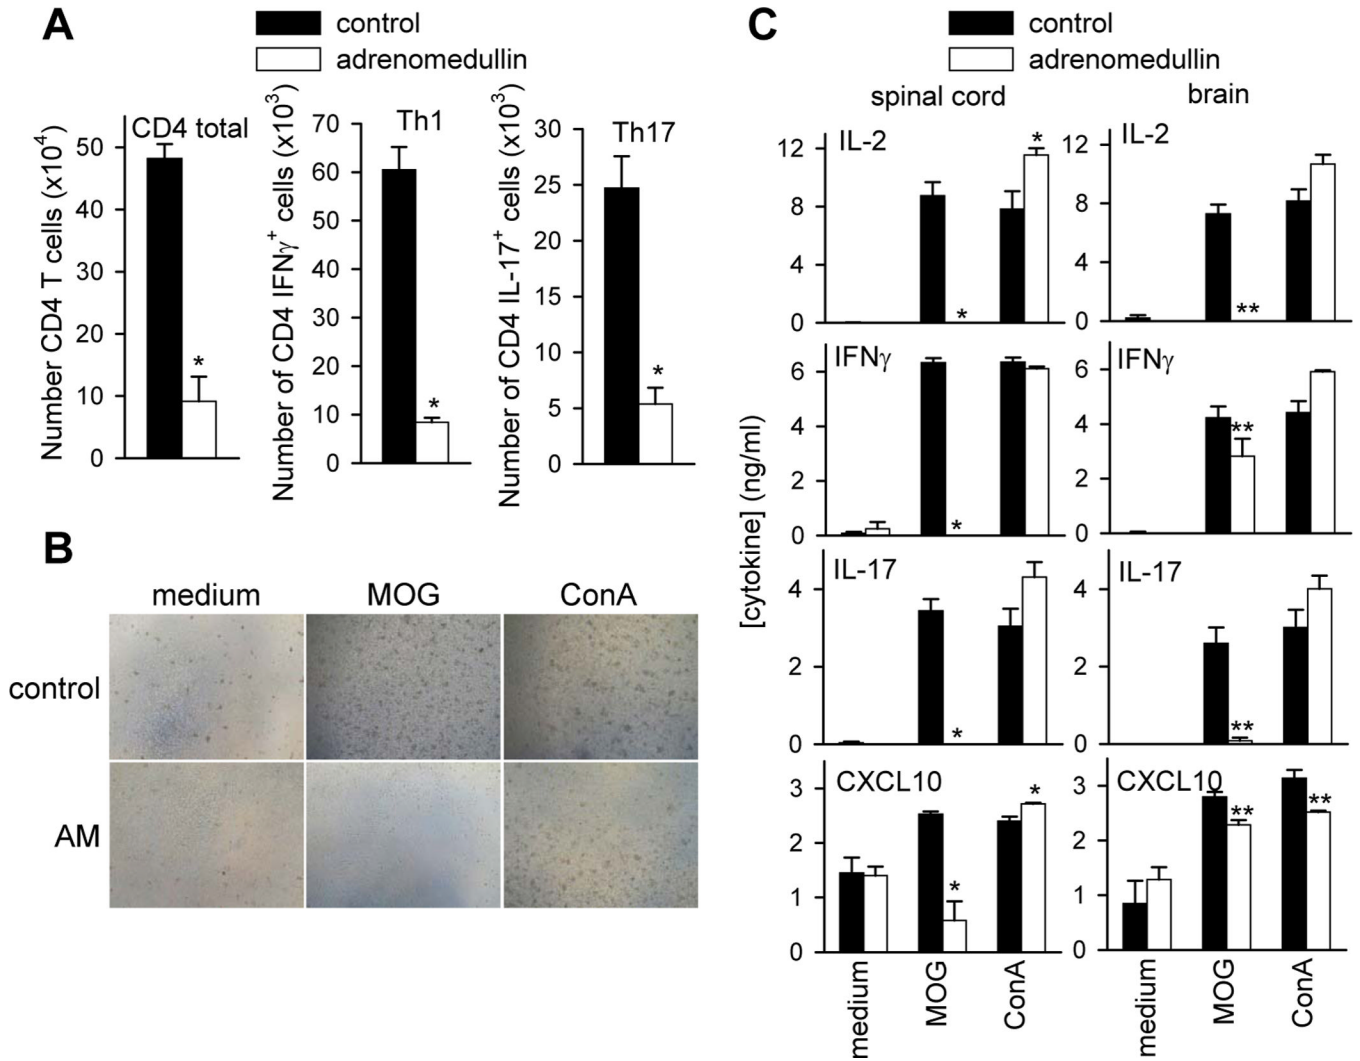 A
control
adrenomedullin
CD4 total
Number CD4 T cells (x10⁴)
50
40
30
20
10
0
*
Th1
Number of CD4 IFNγ⁺ cells (x10³)
70
60
50
40
30
20
10
0
*
Th17
Number of CD4 IL-17⁺ cells (x10³)
30
25
20
15
10
5
0
*
B
medium MOG ConA
control
AM
C
control
adrenomedullin
spinal cord brain
[cytokine] (ng/ml)
IL-2
12
8
4
0
*
*
IL-2
12
8
4
0
**
IFNγ
6
4
2
0
*
IFNγ
6
4
2
0
**
IL-17
4
2
0
*
IL-17
4
2
0
**
CXCL10
3
2
1
0
*
*
CXCL10
3
2
1
0
**
**
medium MOG ConA
medium MOG ConA